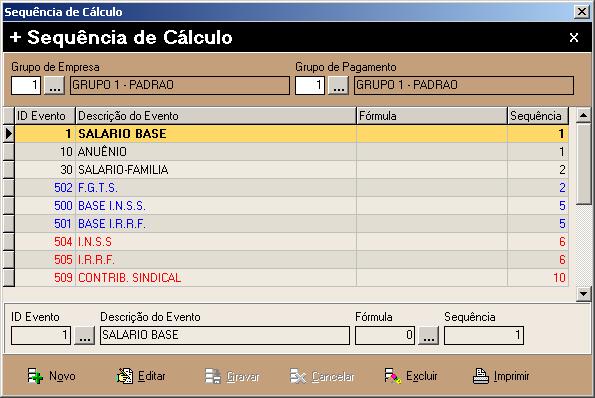 Sequência de Cálculo
+ Sequência de Cálculo X
Grupo de Empresa Grupo de Pagamento
1 ... GRUPO 1 - PADRAO 1 ... GRUPO 1 - PADRAO
ID Evento Descrição do Evento Fórmula Sequência
1 SALARIO BASE 1
10 ANUÊNIO 1
30 SALARIO-FAMILIA 2
502 F.G.T.S. 2
500 BASE I.N.S.S. 5
501 BASE I.R.R.F. 5
504 I.N.S.S 6
505 I.R.R.F. 6
509 CONTRIB. SINDICAL 10
ID Evento Descrição do Evento Fórmula Sequência
1 ... SALARIO BASE 0 ... 1
Novo Editar Gravar Cancelar Excluir Imprimir